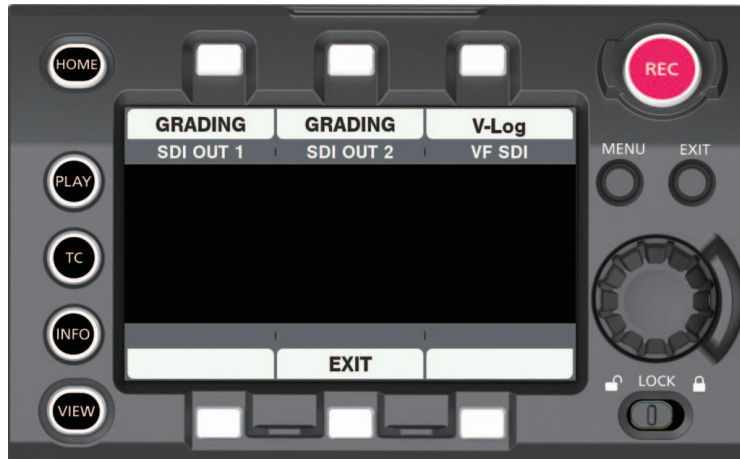 HOME
REC
GRADING GRADING V-Log
SDI OUT 1 SDI OUT 2 VF SDI
MENU EXIT
PLAY
TC
INFO
EXIT
LOCK
VIEW